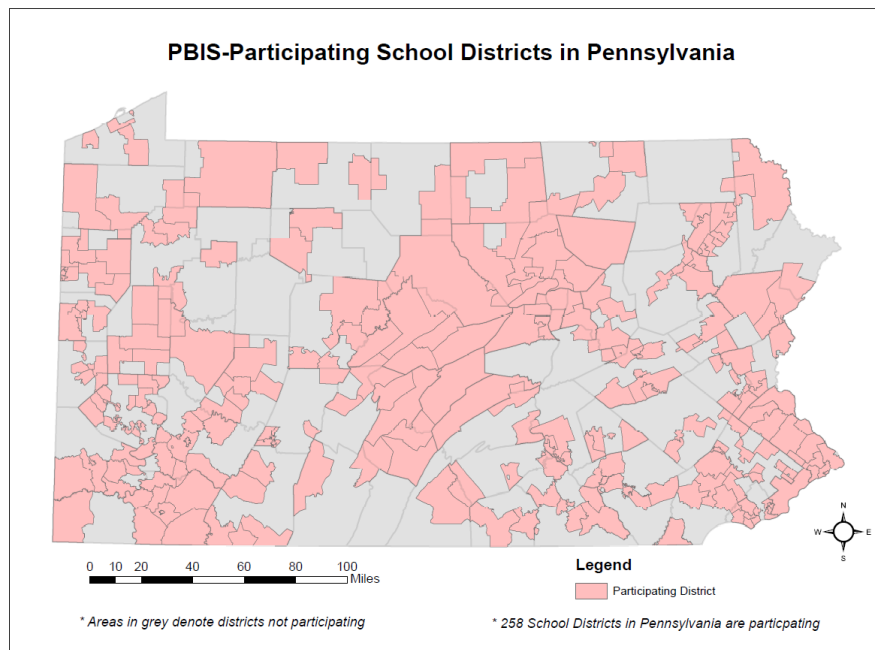 PBIS-Participating School Districts in Pennsylvania
N
W E
S
0 10 20 40 60 80 100
Miles
Legend
Participating District
* Areas in grey denote districts not participating
* 258 School Districts in Pennsylvania are particpating